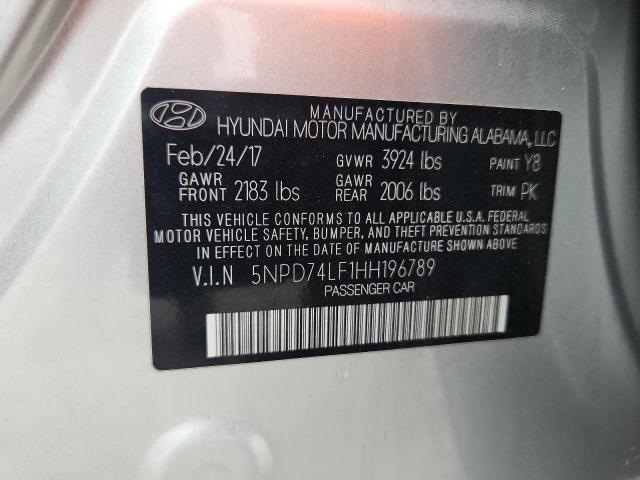 MANUFACTURED BY
HYUNDAI MOTOR MANUFACTURING ALABAMA, LLC
Feb/24/17 GVWR 3924 lbs PAINT Y8
GAWR FRONT 2183 lbs GAWR REAR 2006 lbs TRIM PK
THIS VEHICLE CONFORMS TO ALL APPLICABLE U.S.A. FEDERAL
MOTOR VEHICLE SAFETY, BUMPER, AND THEFT PREVENTION STANDARDS
IN EFFECT ON THE DATE OF MANUFACTURE SHOWN ABOVE.
V.I.N 5NPD74LF1HH196789
PASSENGER CAR